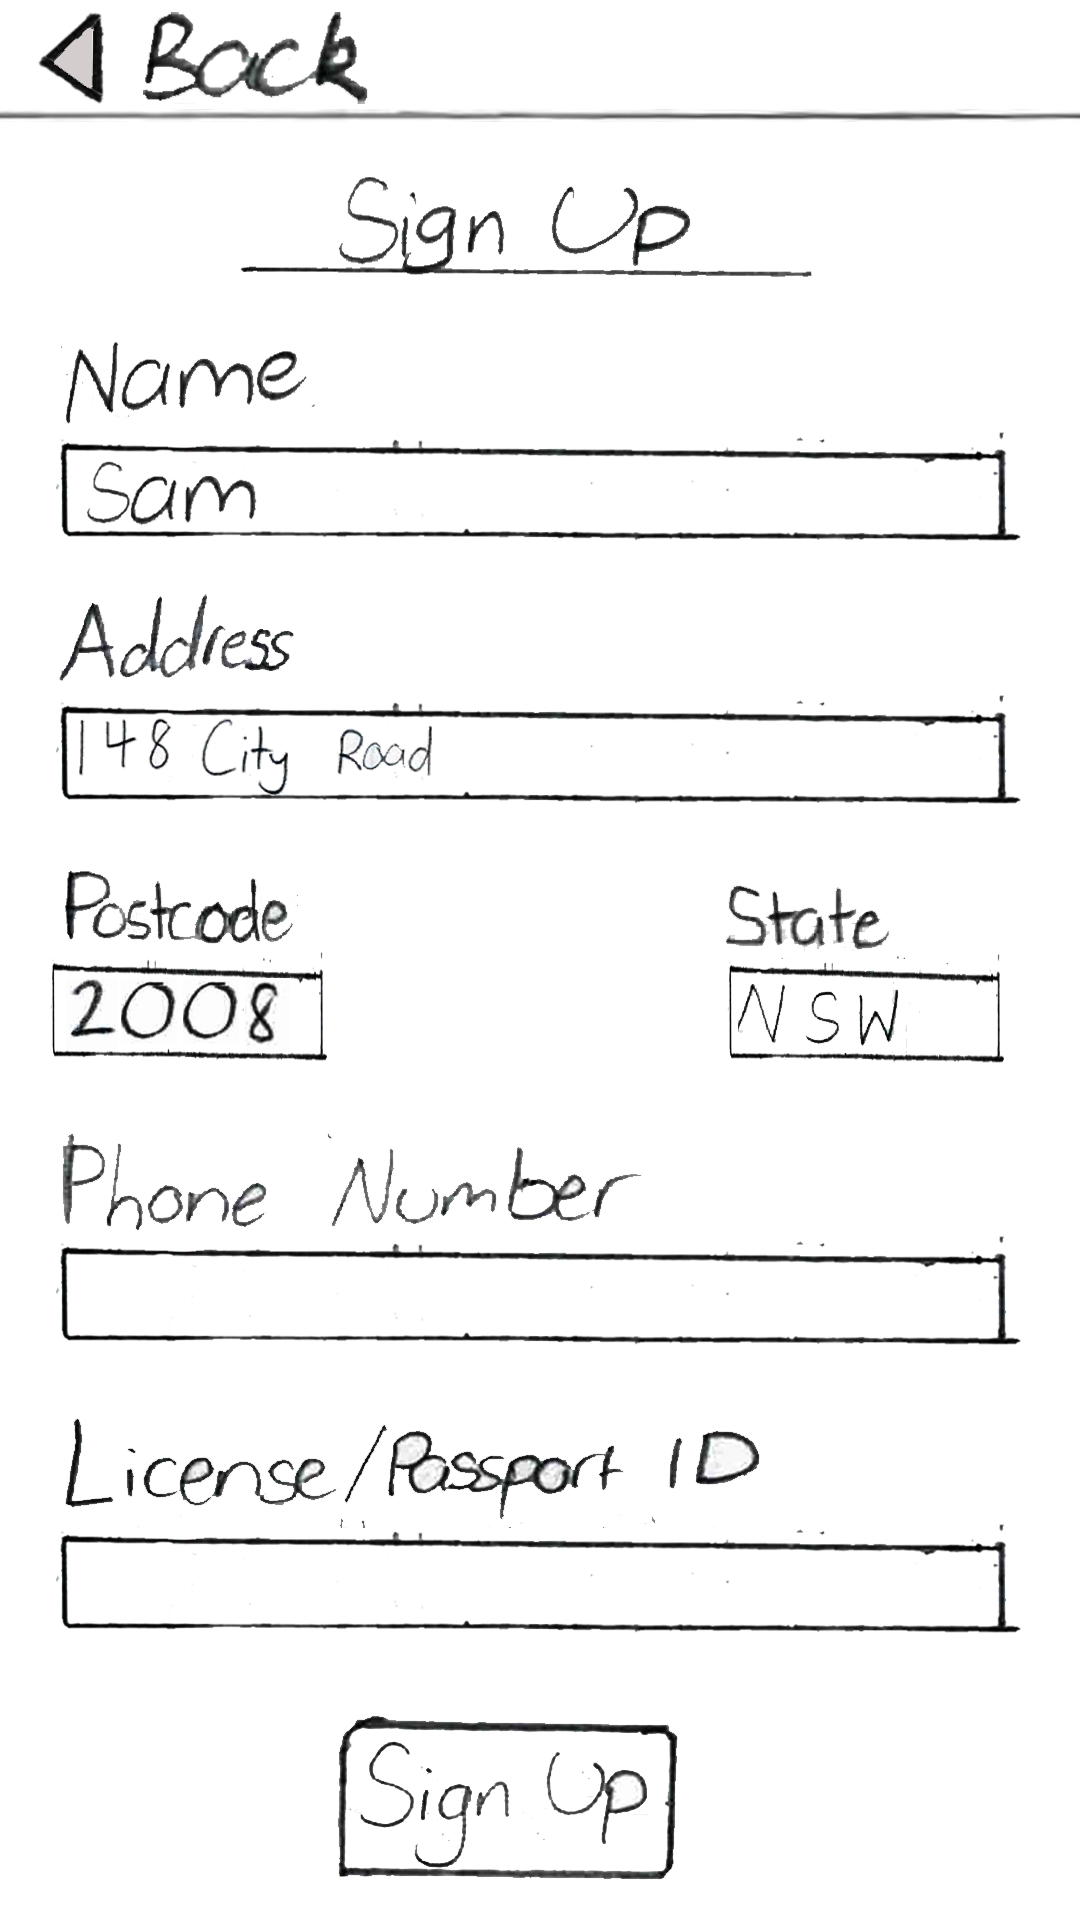 Back
Sign Up
Name
Sam
Address
148 City Road
Postcode State
2008 NSW
Phone Number
License/Passport ID
Sign Up